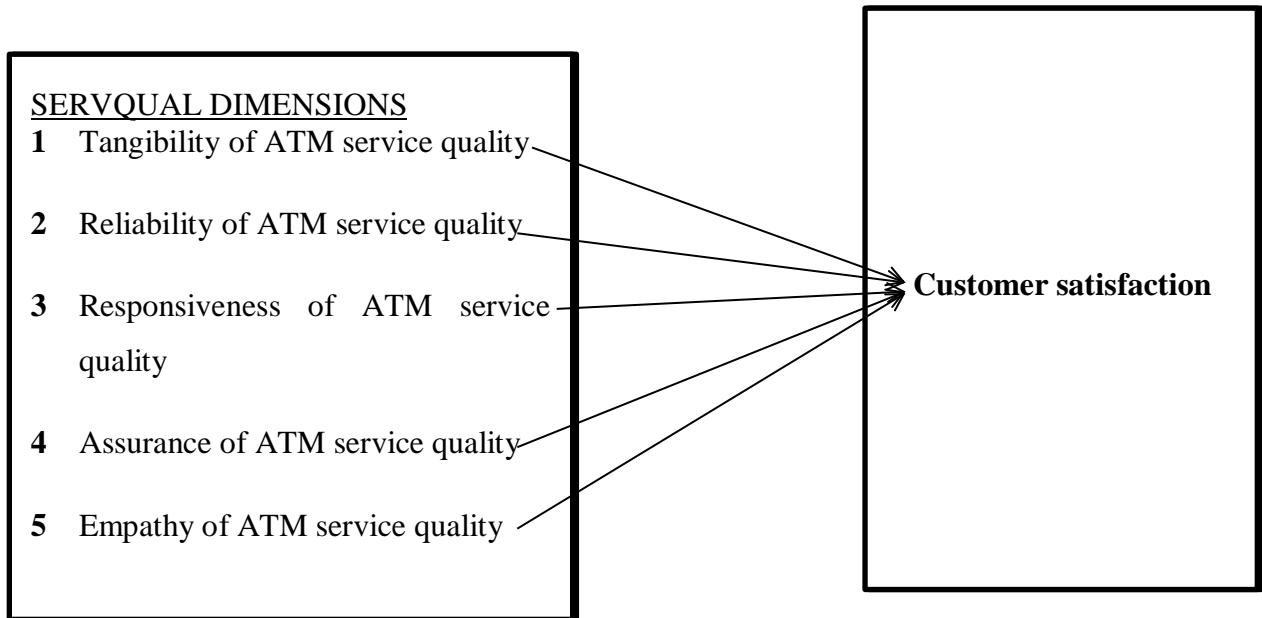 SERVQUAL DIMENSIONS
1 Tangibility of ATM service quality
2 Reliability of ATM service quality
3 Responsiveness of ATM service
quality
4 Assurance of ATM service quality
5 Empathy of ATM service quality
Customer satisfaction